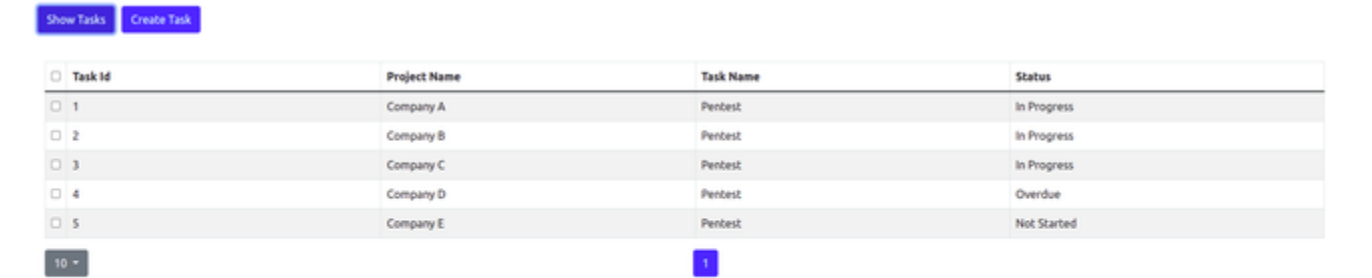 Show Tasks Create Task
Task Id Project Name Task Name Status
1 Company A Pentest In Progress
2 Company B Pentest In Progress
3 Company C Pentest In Progress
4 Company D Pentest Overdue
5 Company E Pentest Not Started
10 1